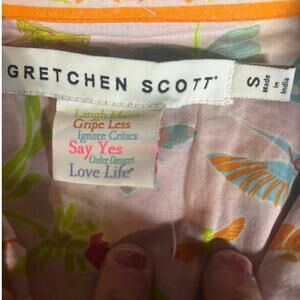 GRETCHEN SCOTT®
S
Made
in
India
Laugh More
Gripe Less
Ignore Critics
Say Yes
Order Dessert
Love Life®